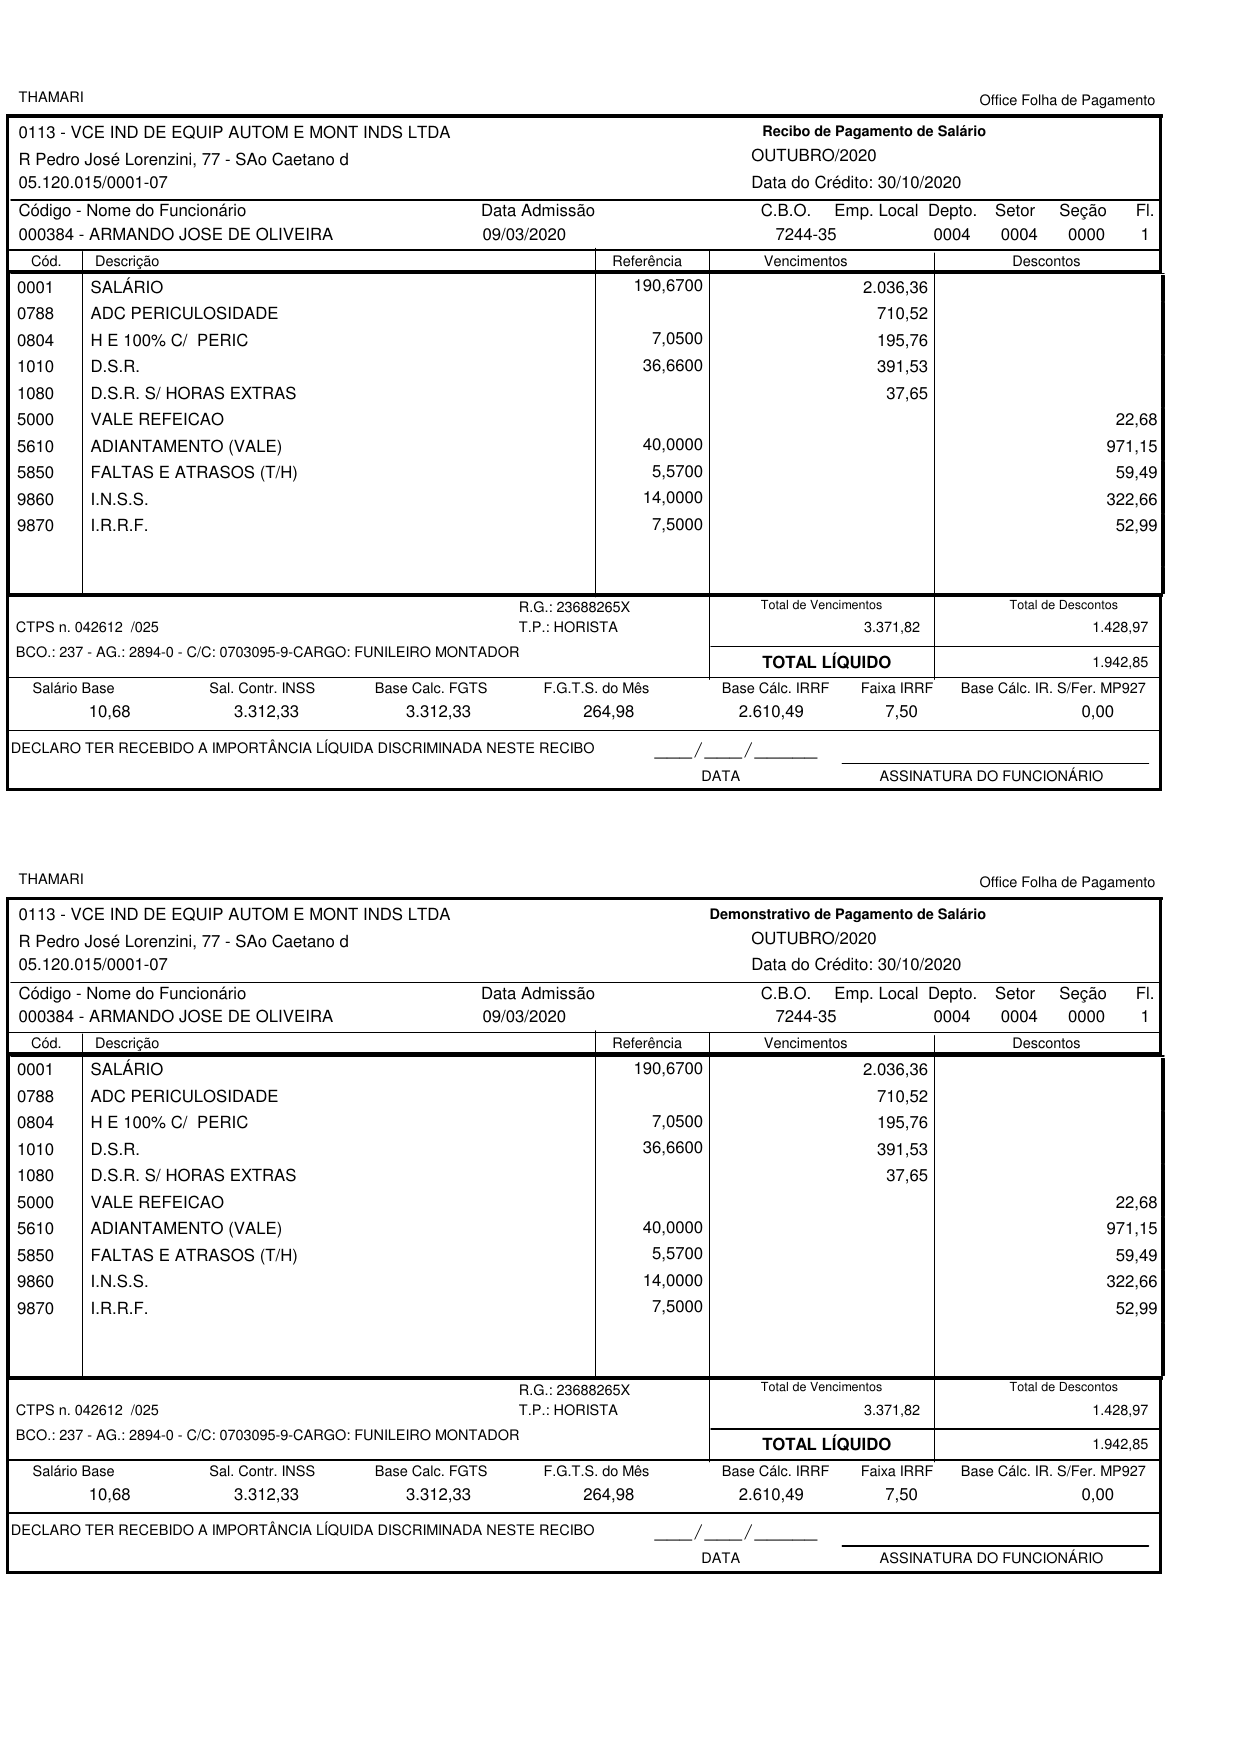 THAMARI
Office Folha de Pagamento
0113 - VCE IND DE EQUIP AUTOM E MONT INDS LTDA Recibo de Pagamento de Salário
R Pedro José Lorenzini, 77 - SAo Caetano d OUTUBRO/2020
05.120.015/0001-07 Data do Crédito: 30/10/2020
Código - Nome do Funcionário Data Admissão C.B.O. Emp. Local Depto. Setor Seção Fl.
000384 - ARMANDO JOSE DE OLIVEIRA 09/03/2020 7244-35 0004 0004 0000 1
Cód. Descrição Referência Vencimentos Descontos
0001 SALÁRIO 190,6700 2.036,36
0788 ADC PERICULOSIDADE 710,52
0804 H E 100% C/ PERIC 7,0500 195,76
1010 D.S.R. 36,6600 391,53
1080 D.S.R. S/ HORAS EXTRAS 37,65
5000 VALE REFEICAO 22,68
5610 ADIANTAMENTO (VALE) 40,0000 971,15
5850 FALTAS E ATRASOS (T/H) 5,5700 59,49
9860 I.N.S.S. 14,0000 322,66
9870 I.R.R.F. 7,5000 52,99
R.G.: 23688265X Total de Vencimentos Total de Descontos
CTPS n. 042612 /025 T.P.: HORISTA 3.371,82 1.428,97
BCO.: 237 - AG.: 2894-0 - C/C: 0703095-9-CARGO: FUNILEIRO MONTADOR
TOTAL LÍQUIDO 1.942,85
Salário Base Sal. Contr. INSS Base Calc. FGTS F.G.T.S. do Mês Base Cálc. IRRF Faixa IRRF Base Cálc. IR. S/Fer. MP927
10,68 3.312,33 3.312,33 264,98 2.610,49 7,50 0,00
DECLARO TER RECEBIDO A IMPORTÂNCIA LÍQUIDA DISCRIMINADA NESTE RECIBO ____/____/______
DATA ASSINATURA DO FUNCIONÁRIO
THAMARI
Office Folha de Pagamento
0113 - VCE IND DE EQUIP AUTOM E MONT INDS LTDA Demonstrativo de Pagamento de Salário
R Pedro José Lorenzini, 77 - SAo Caetano d OUTUBRO/2020
05.120.015/0001-07 Data do Crédito: 30/10/2020
Código - Nome do Funcionário Data Admissão C.B.O. Emp. Local Depto. Setor Seção Fl.
000384 - ARMANDO JOSE DE OLIVEIRA 09/03/2020 7244-35 0004 0004 0000 1
Cód. Descrição Referência Vencimentos Descontos
0001 SALÁRIO 190,6700 2.036,36
0788 ADC PERICULOSIDADE 710,52
0804 H E 100% C/ PERIC 7,0500 195,76
1010 D.S.R. 36,6600 391,53
1080 D.S.R. S/ HORAS EXTRAS 37,65
5000 VALE REFEICAO 22,68
5610 ADIANTAMENTO (VALE) 40,0000 971,15
5850 FALTAS E ATRASOS (T/H) 5,5700 59,49
9860 I.N.S.S. 14,0000 322,66
9870 I.R.R.F. 7,5000 52,99
R.G.: 23688265X Total de Vencimentos Total de Descontos
CTPS n. 042612 /025 T.P.: HORISTA 3.371,82 1.428,97
BCO.: 237 - AG.: 2894-0 - C/C: 0703095-9-CARGO: FUNILEIRO MONTADOR
TOTAL LÍQUIDO 1.942,85
Salário Base Sal. Contr. INSS Base Calc. FGTS F.G.T.S. do Mês Base Cálc. IRRF Faixa IRRF Base Cálc. IR. S/Fer. MP927
10,68 3.312,33 3.312,33 264,98 2.610,49 7,50 0,00
DECLARO TER RECEBIDO A IMPORTÂNCIA LÍQUIDA DISCRIMINADA NESTE RECIBO ____/____/______
DATA ASSINATURA DO FUNCIONÁRIO